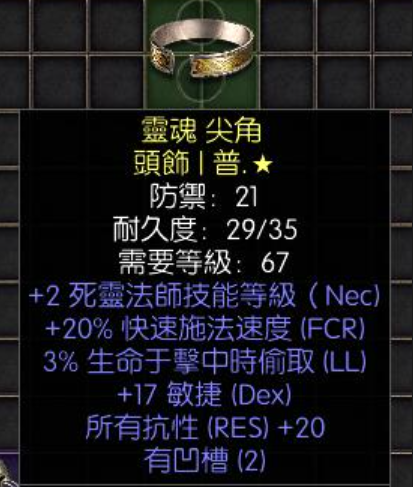 靈魂 尖角
頭飾 | 普.★
防禦: 21
耐久度: 29/35
需要等級: 67
+2 死靈法師技能等級 (Nec)
+20% 快速施法速度 (FCR)
3% 生命于擊中時偷取 (LL)
+17 敏捷 (Dex)
所有抗性 (RES) +20
有凹槽 (2)